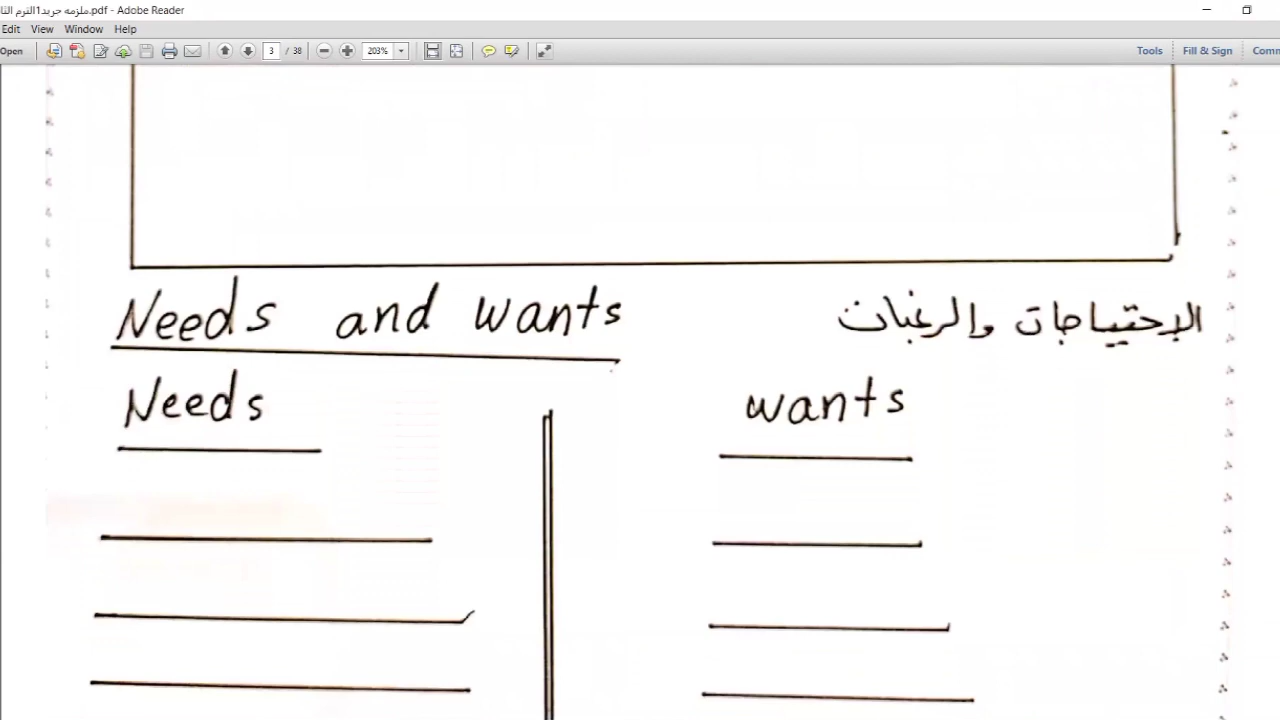 ملزمه جريد1الترم الثا.pdf - Adobe Reader
Edit View Window Help
Open 3 / 38 203% Tools Fill & Sign Comm
Needs and wants الإحتياجات والرغبات
Needs wants